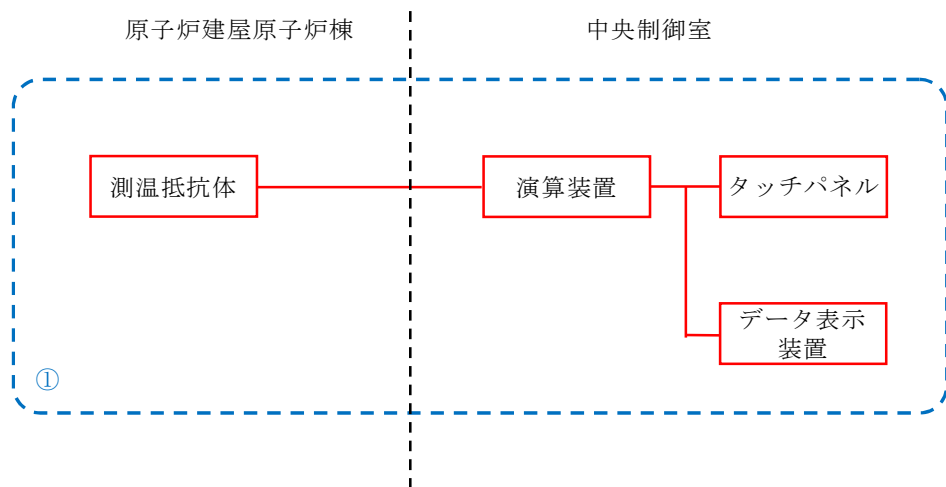 原子炉建屋原子炉棟
中央制御室
測温抵抗体
演算装置
タッチパネル
データ表示
装置
①